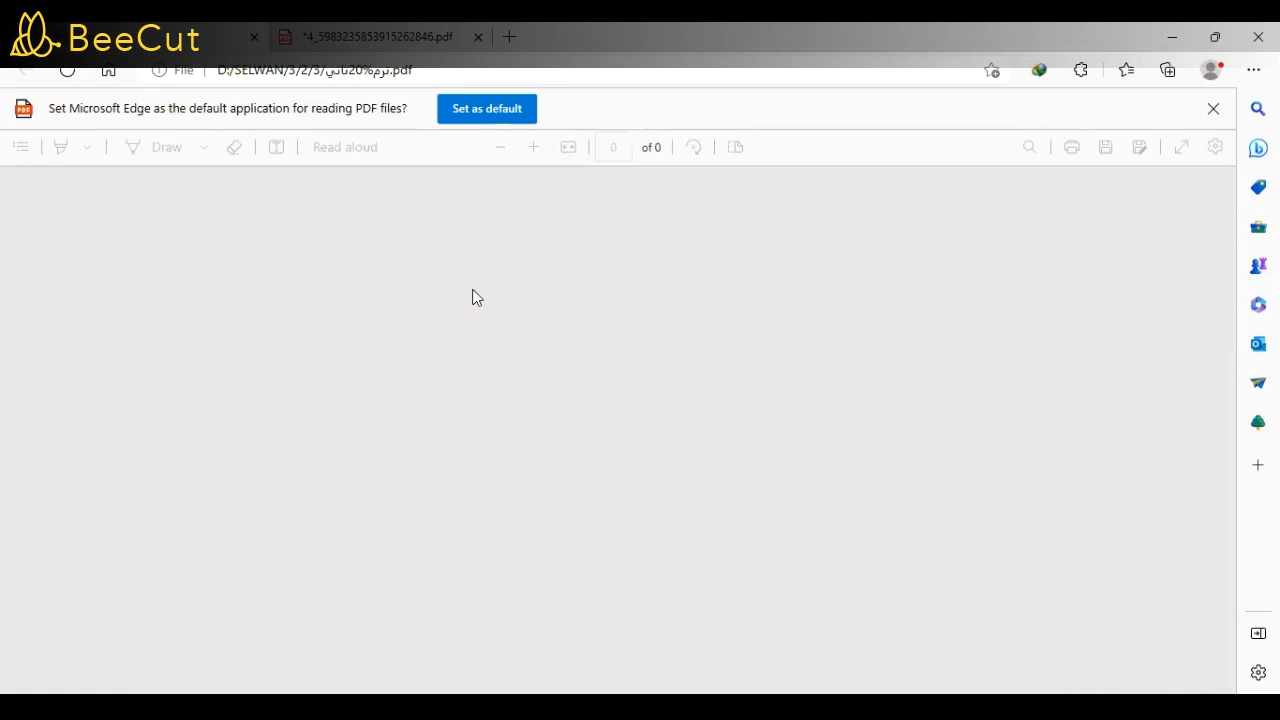 BeeCut
*4_5983235853915262846.pdf
File
D:/SELWAN/3/2/3/ترم%20تاني.pdf
Set Microsoft Edge as the default application for reading PDF files?
Set as default
Draw
Read aloud
0
of 0